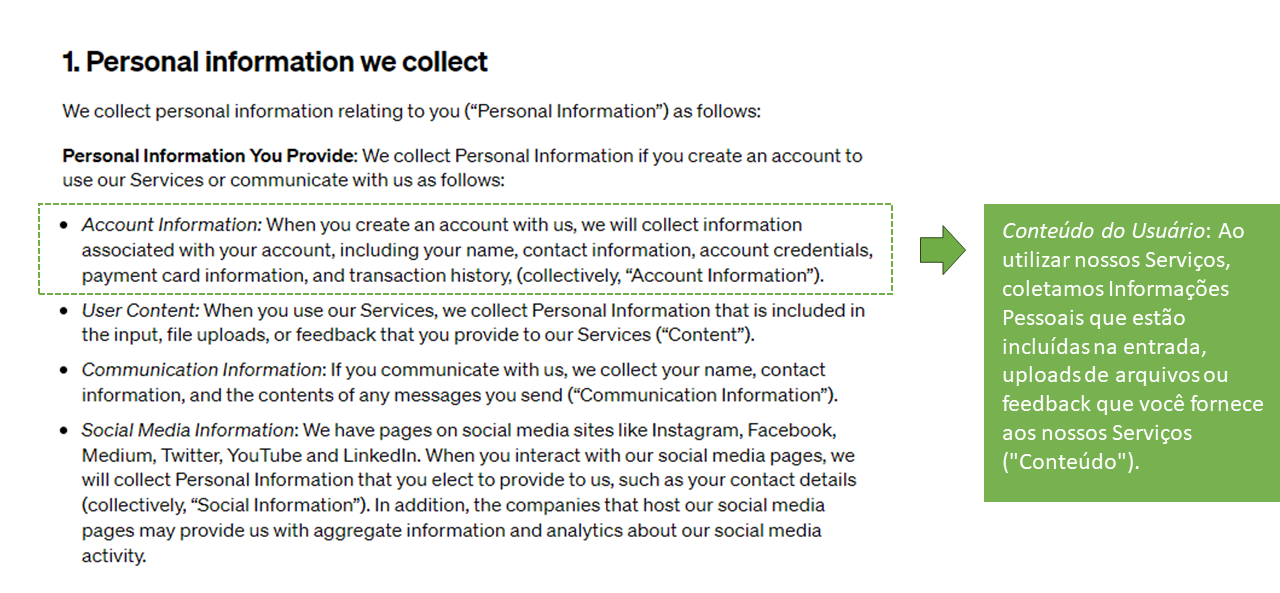 1. Personal information we collect
We collect personal information relating to you (“Personal Information”) as follows:
Personal Information You Provide: We collect Personal Information if you create an account to
use our Services or communicate with us as follows:
• Account Information: When you create an account with us, we will collect information
associated with your account, including your name, contact information, account credentials,
payment card information, and transaction history, (collectively, “Account Information”).
• User Content: When you use our Services, we collect Personal Information that is included in
the input, file uploads, or feedback that you provide to our Services (“Content”).
• Communication Information: If you communicate with us, we collect your name, contact
information, and the contents of any messages you send (“Communication Information”).
• Social Media Information: We have pages on social media sites like Instagram, Facebook,
Medium, Twitter, YouTube and LinkedIn. When you interact with our social media pages, we
will collect Personal Information that you elect to provide to us, such as your contact details
(collectively, “Social Information”). In addition, the companies that host our social media
pages may provide us with aggregate information and analytics about our social media
activity.
Conteúdo do Usuário: Ao
utilizar nossos Serviços,
coletamos Informações
Pessoais que estão
incluídas na entrada,
uploads de arquivos ou
feedback que você fornece
aos nossos Serviços
("Conteúdo").